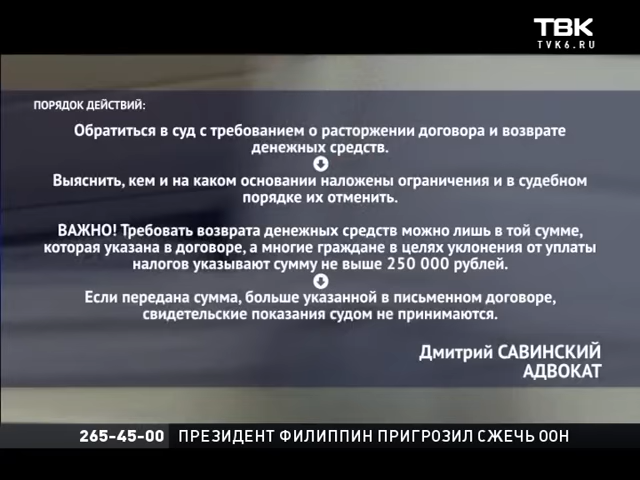 ТВК
TVK6.RU
ПОРЯДОК ДЕЙСТВИЙ:
Обратиться в суд с требованием о расторжении договора и возврате
денежных средств.
Выяснить, кем и на каком основании наложены ограничения и в судебном
порядке их отменить.
ВАЖНО! Требовать возврата денежных средств можно лишь в той сумме,
которая указана в договоре, а многие граждане в целях уклонения от уплаты
налогов указывают сумму не выше 250 000 рублей.
Если передана сумма, больше указанной в письменном договоре,
свидетельские показания судом не принимаются.
Дмитрий САВИНСКИЙ
АДВОКАТ
265-45-00 ПРЕЗИДЕНТ ФИЛИППИН ПРИГРОЗИЛ СЖЕЧЬ ООН